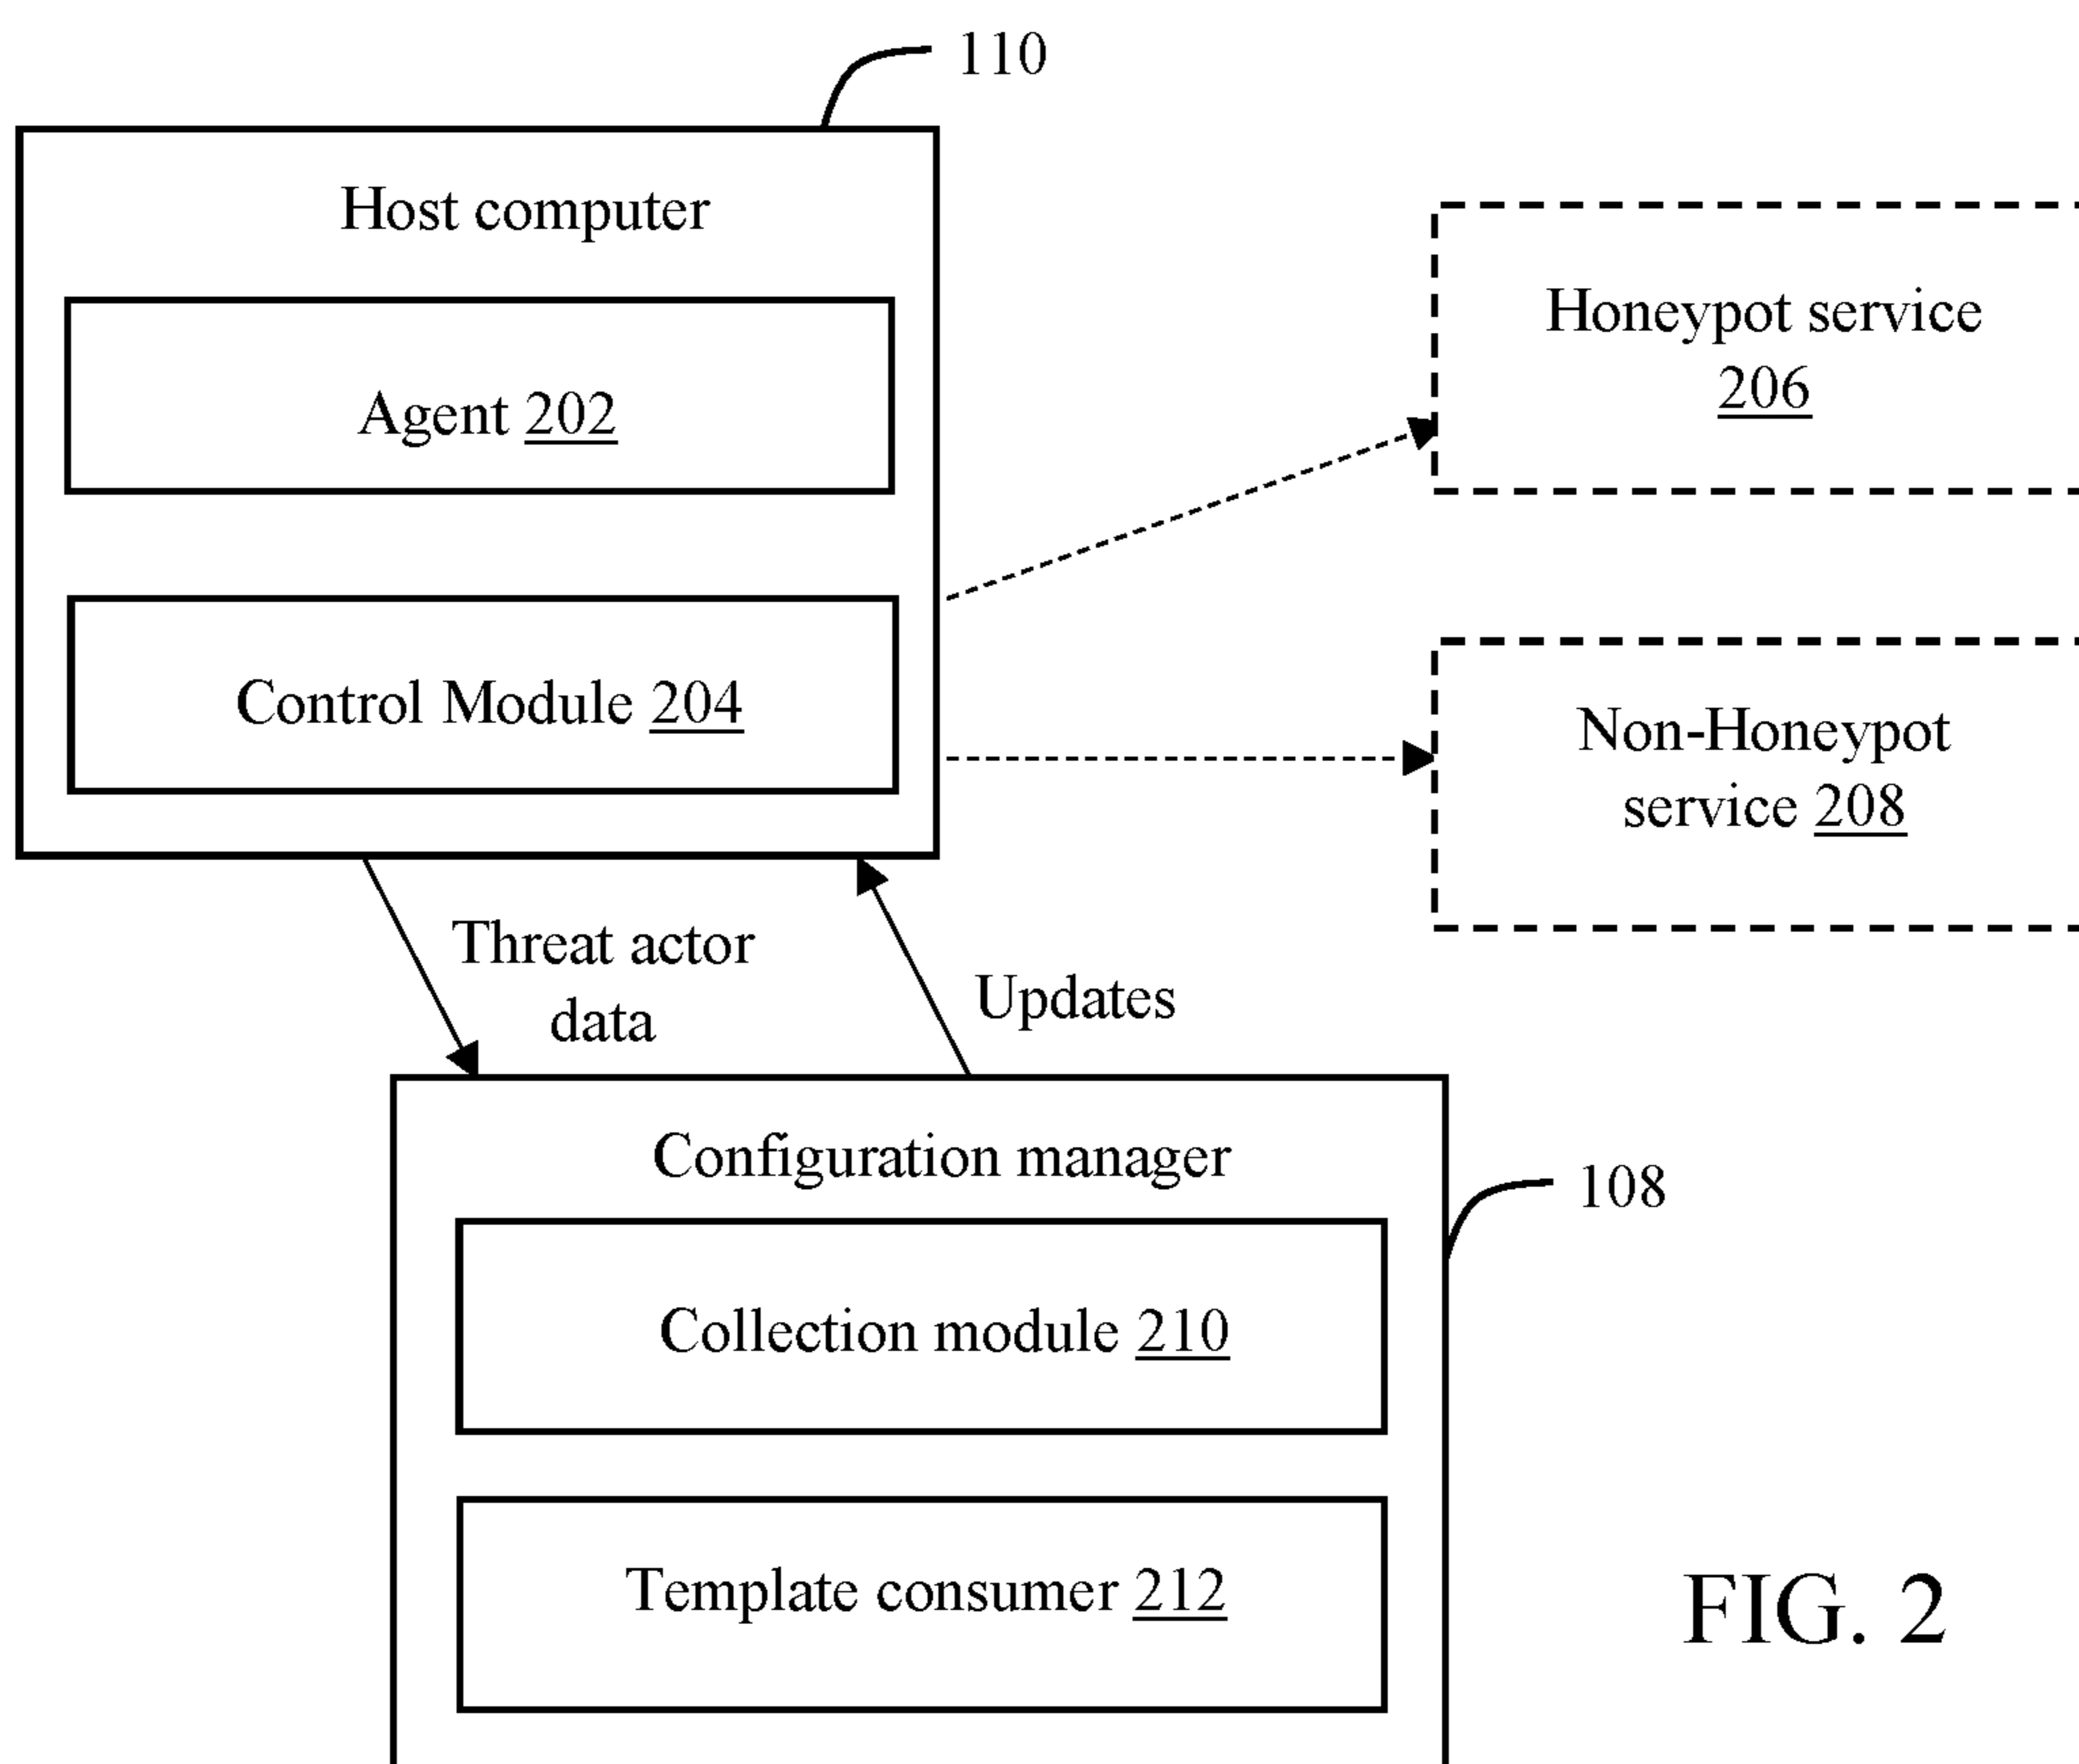 110
Host computer
Agent 202
Control Module 204
Honeypot service
206
Non-Honeypot
service 208
Threat actor
data
Updates
Configuration manager
108
Collection module 210
Template consumer 212
FIG. 2